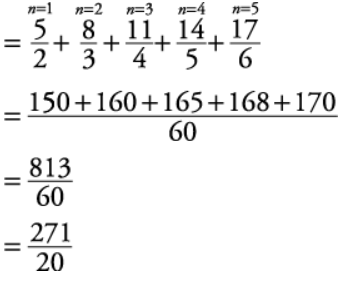 n=1 n=2 n=3 n=4 n=5
= 5/2 + 8/3 + 11/4 + 14/5 + 17/6
= (150+160+165+168+170)/60
= 813/60
= 271/20